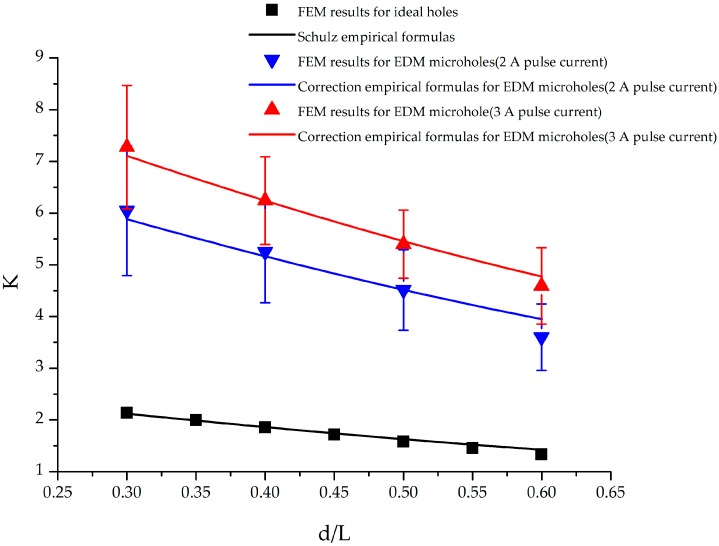 FEM results for ideal holes
Schulz empirical formulas
FEM results for EDM microholes(2 A pulse current)
Correction empirical formulas for EDM microholes(2 A pulse current)
FEM results for EDM microhole(3 A pulse current)
Correction empirical formulas for EDM microholes(3 A pulse current)
9
8
7
6
5
4
3
2
1
K
0.25 0.30 0.35 0.40 0.45 0.50 0.55 0.60 0.65
d/L